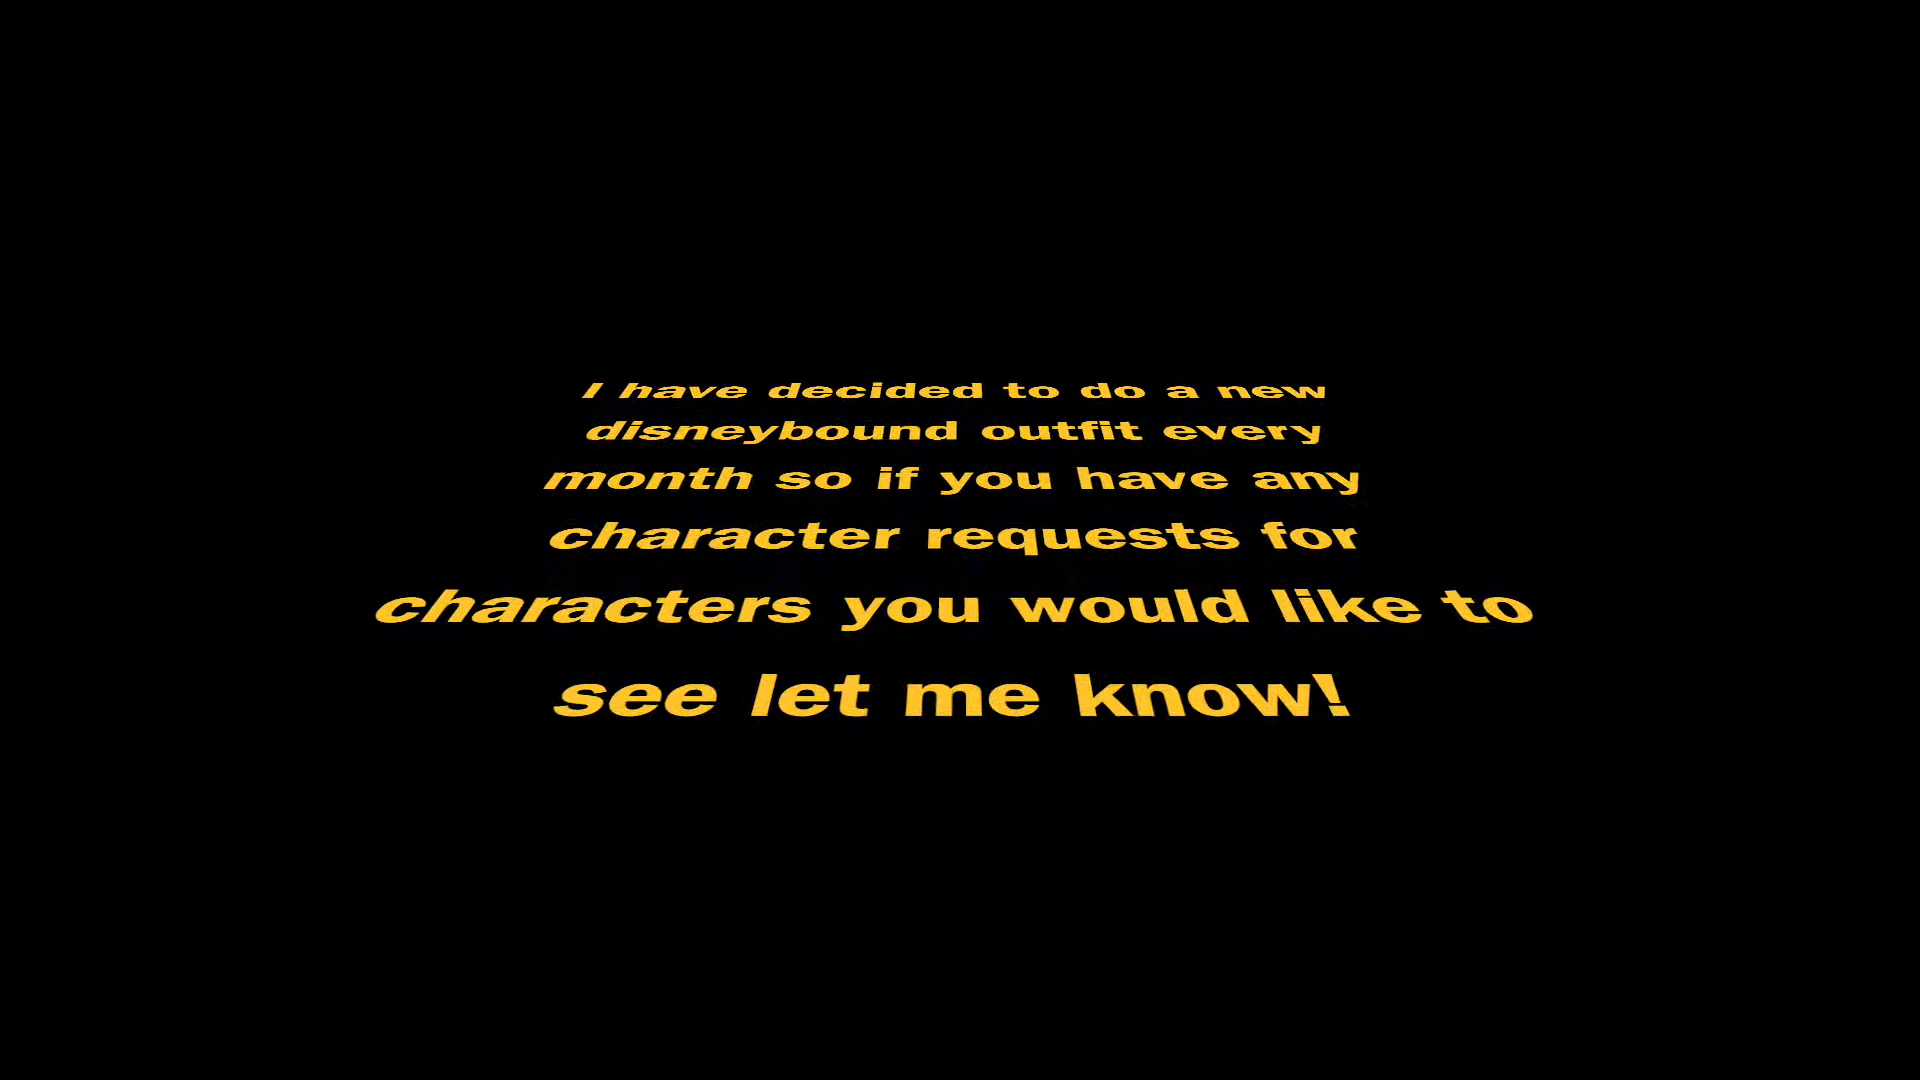 I have decided to do a new
disneybound outfit every
month so if you have any
character requests for
characters you would like to
see let me know!